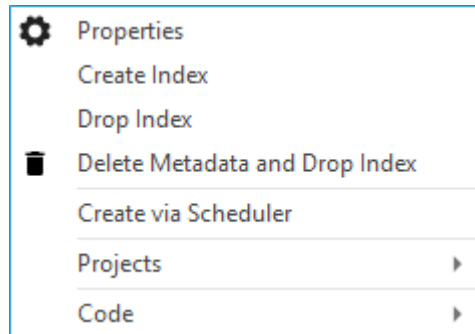 Properties
Create Index
Drop Index
Delete Metadata and Drop Index
Create via Scheduler
Projects
Code